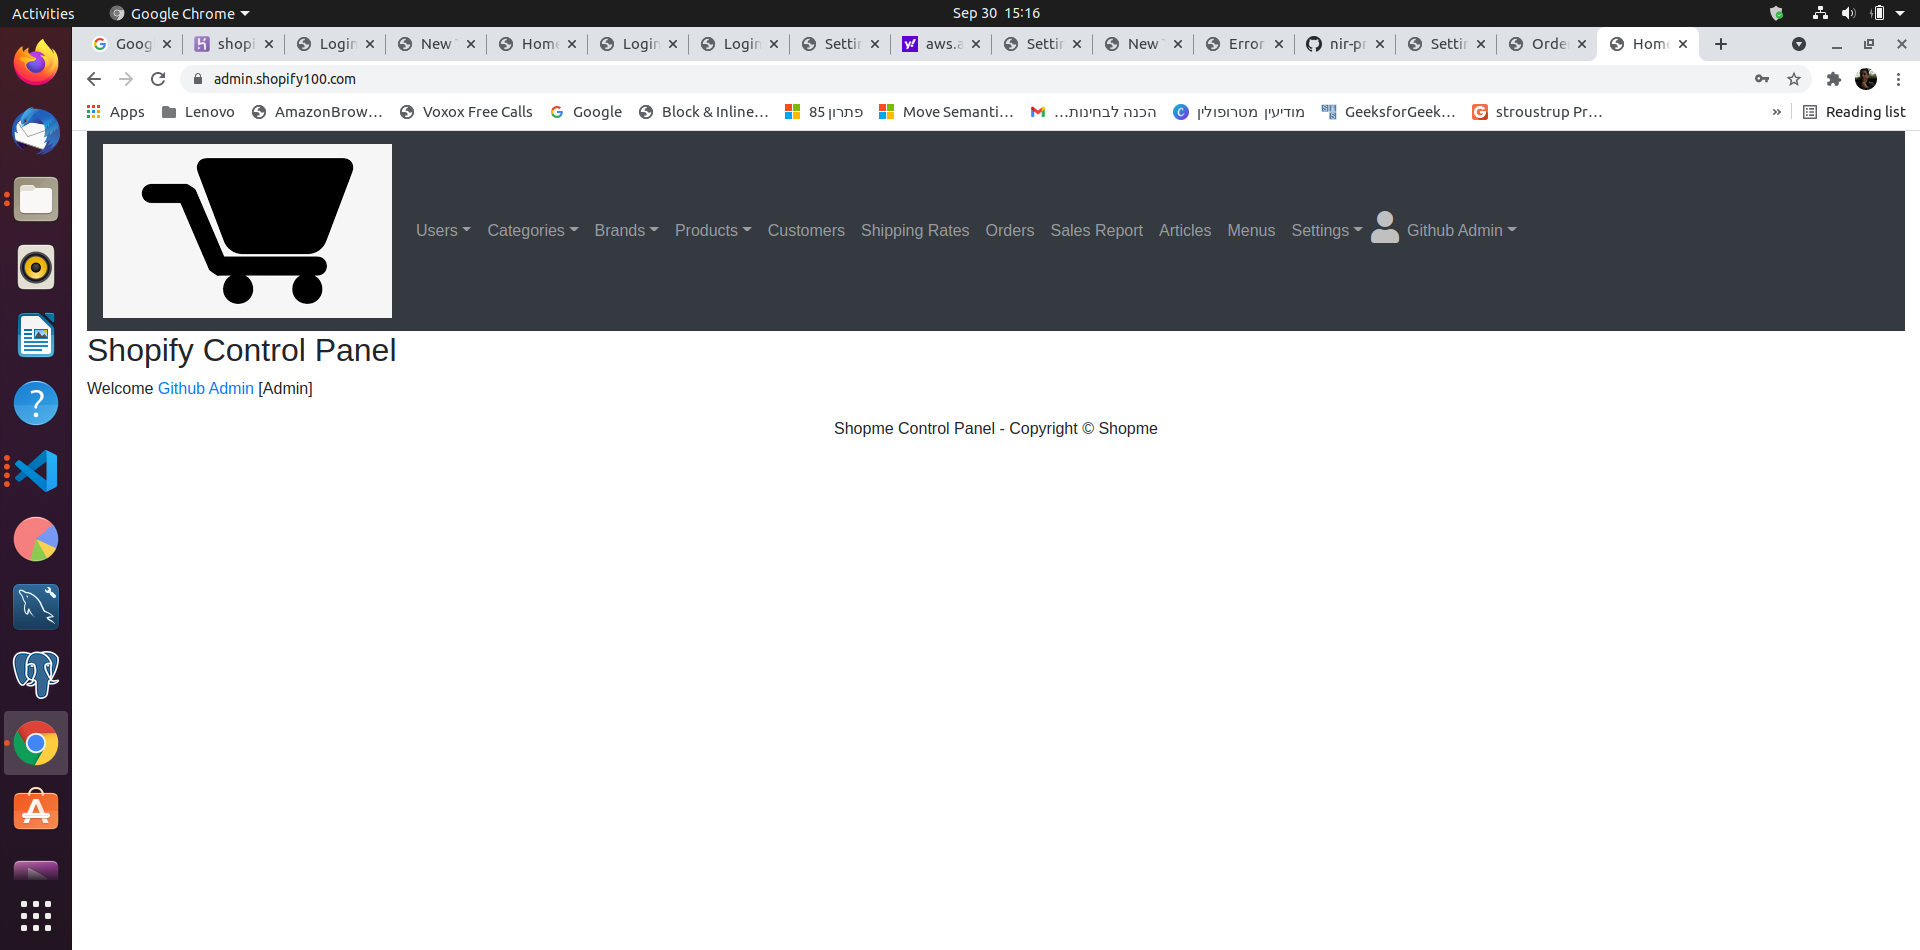 Activities Google Chrome Sep 30 15:16
Goog shopi Login New Home Login Login Settin aws.a Settin New Error nir-pr Settin Orde Home
admin.shopify100.com
Apps Lenovo AmazonBrow... Voxox Free Calls Google Block & Inline... פתרון 85 Move Semanti... הכנה לבחינות... מודיעין מטרופולין GeeksforGeek... stroustrup Pr... » Reading list
Users Categories Brands Products Customers Shipping Rates Orders Sales Report Articles Menus Settings Github Admin
Shopify Control Panel
Welcome Github Admin [Admin]
Shopme Control Panel - Copyright © Shopme